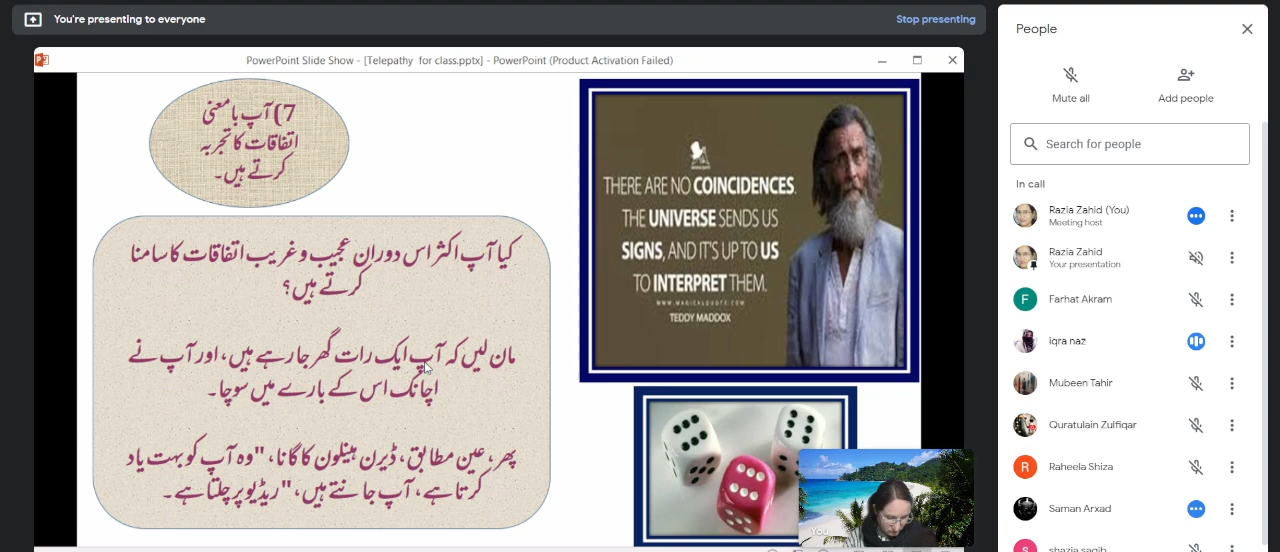 You're presenting to everyone
Stop presenting
PowerPoint Slide Show - [Telepathy for class.pptx] - PowerPoint (Product Activation Failed)
7) آپ بامعنی
اتفاقات کا تجربہ
کرتے ہیں۔
کیا آپ اکثر اس دوران عجیب و غریب اتفاقات کا سامنا
کرتے ہیں؟
مان لیں کہ آپ ایک رات گھر جا رہے ہیں، اور آپ نے
اچانک اس کے بارے میں سوچا۔
پھر، عین مطابق، ڈیرن ہینلون کا گانا، "وہ آپ کو بہت یاد
کرتا ہے، آپ جانتے ہیں، "ریڈیو پر چلتا ہے۔
THERE ARE NO COINCIDENCES.
THE UNIVERSE SENDS US
SIGNS, AND IT'S UP TO US
TO INTERPRET THEM.
WWW.MAGICALQUOTE.COM
TEDDY MADDOX
You
People
Mute all
Add people
Search for people
In call
Razia Zahid (You)
Meeting host
Razia Zahid
Your presentation
F
Farhat Akram
iqra naz
Mubeen Tahir
Quratulain Zulfiqar
R
Raheela Shiza
Saman Arxad
s
shazia saqib